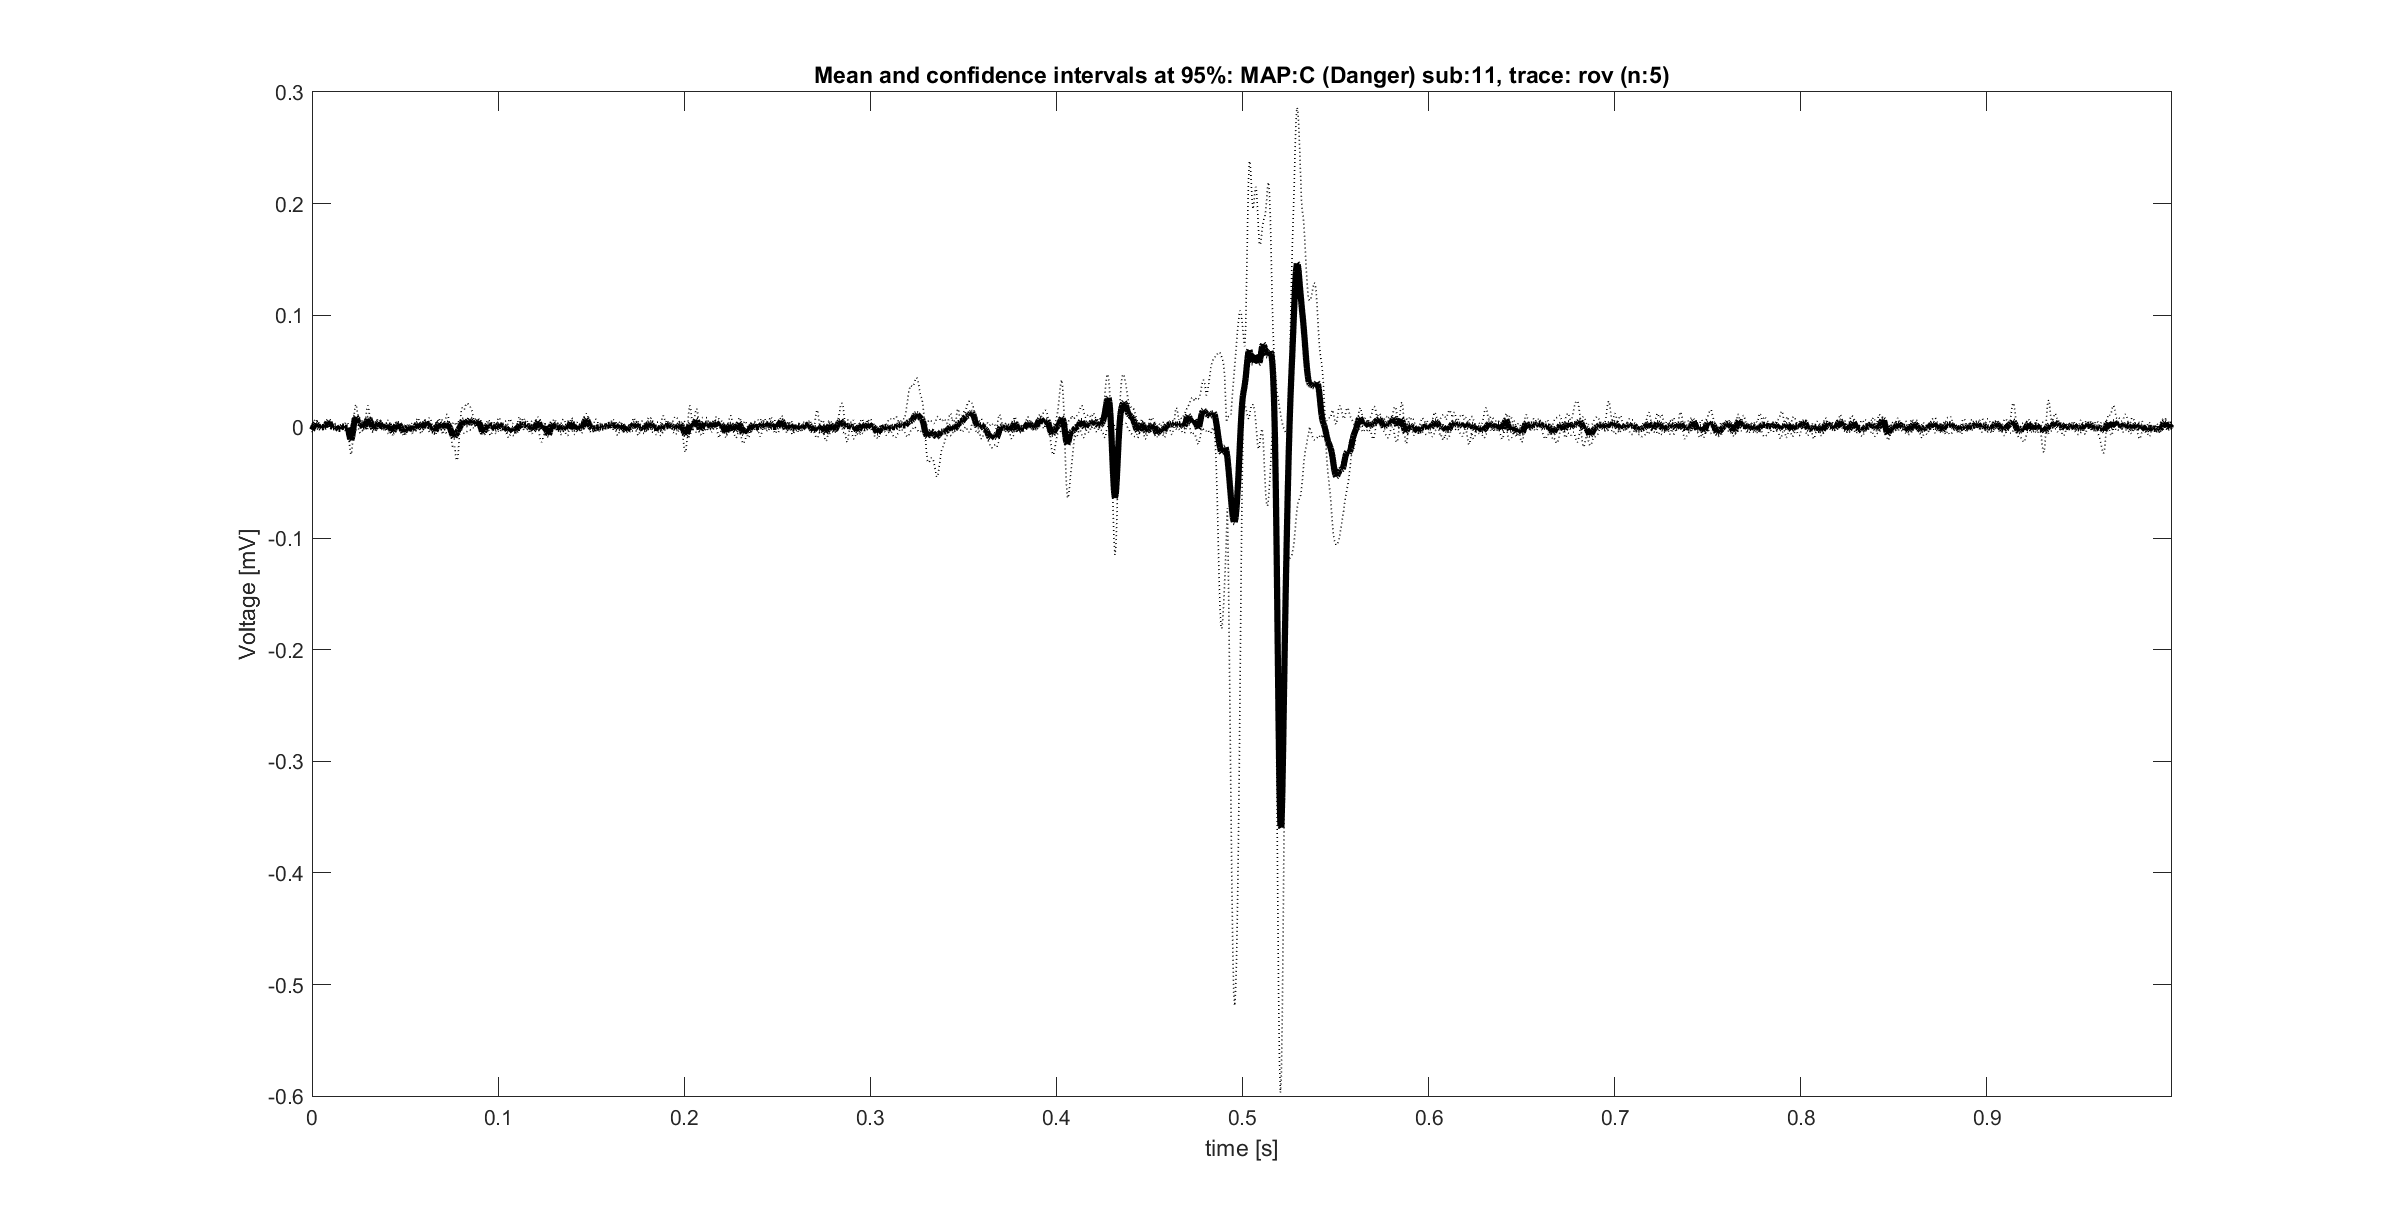 Mean and confidence intervals at 95%: MAP:C (Danger) sub:11, trace: rov (n:5)
0.3
0.2
0.1
0
-0.1
-0.2
-0.3
-0.4
-0.5
-0.6
Voltage [mV]
0 0.1 0.2 0.3 0.4 0.5 0.6 0.7 0.8 0.9
time [s]